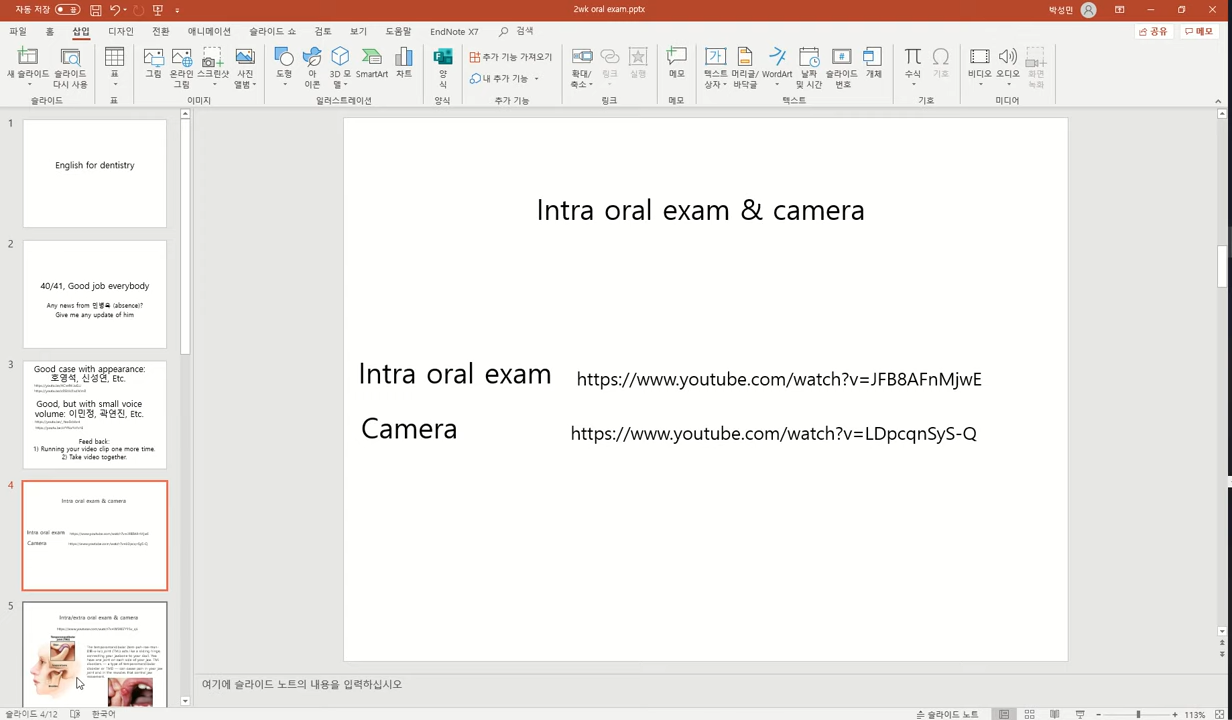 자동 저장
2wk oral exam.pptx
박성민
파일 홈 삽입 디자인 전환 애니메이션 슬라이드 쇼 검토 보기 도움말 EndNote X7 검색
공유 메모
새 슬라이드
슬라이드 다시 사용
표
그림
온라인 그림
스크린샷
사진 앨범
도형
아이콘
3D 모델
SmartArt
차트
양식
추가 기능 가져오기
내 추가 기능
확대/축소
링크
실행
메모
텍스트 상자
머리글/바닥글
WordArt
날짜 및 시간
슬라이드 번호
개체
수식
기호
비디오
오디오
화면 녹화
슬라이드 표 이미지 일러스트레이션 양식 추가 기능 링크 메모 텍스트 기호 미디어
1
English for dentistry
2
40/41, Good job everybody
Any news from 민병욱 (absence)?
Give me any update of him
3
Good case with appearance:
호영석, 신성연, Etc.
Good, but with small voice
volume: 이민정, 곽연진, Etc.
Feed back:
1) Running your video clip one more time.
2) Take video together.
4
Intra oral exam & camera
Intra oral exam
Camera
5
Intra/extra oral exam & camera
Intra oral exam & camera
Intra oral exam https://www.youtube.com/watch?v=JFB8AFnMjwE
Camera https://www.youtube.com/watch?v=LDpcqnSyS-Q
여기에 슬라이드 노트의 내용을 입력하십시오
슬라이드 4/12 한국어
슬라이드 노트
113%